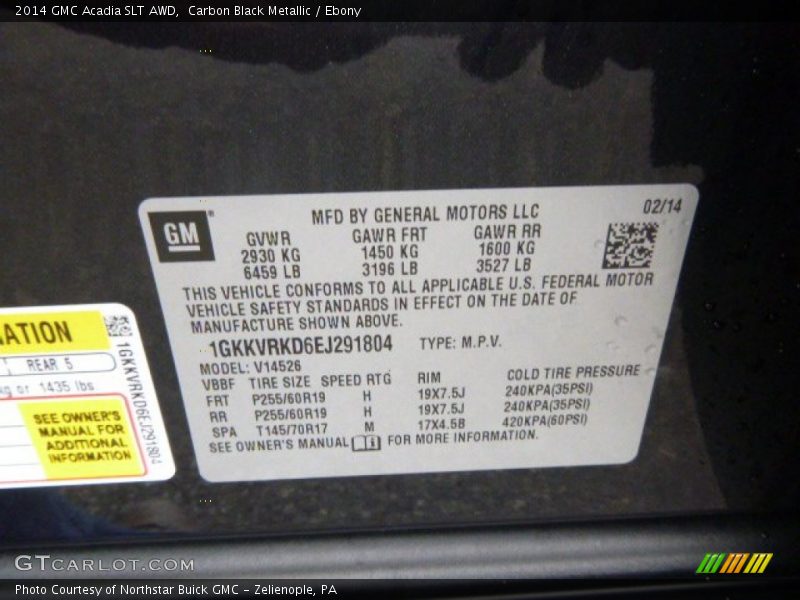 2014 GMC Acadia SLT AWD, Carbon Black Metallic / Ebony
GM®
MFD BY GENERAL MOTORS LLC
02/14
GVWR GAWR FRT GAWR RR
2930 KG 1450 KG 1600 KG
6459 LB 3196 LB 3527 LB
THIS VEHICLE CONFORMS TO ALL APPLICABLE U.S. FEDERAL MOTOR
VEHICLE SAFETY STANDARDS IN EFFECT ON THE DATE OF
MANUFACTURE SHOWN ABOVE.
1GKKVRKD6EJ291804 TYPE: M.P.V.
MODEL: V14526
VBBF TIRE SIZE SPEED RTG RIM COLD TIRE PRESSURE
FRT P255/60R19 H 19X7.5J 240KPA(35PSI)
RR P255/60R19 H 19X7.5J 240KPA(35PSI)
SPA T145/70R17 M 17X4.5B 420KPA(60PSI)
SEE OWNER'S MANUAL FOR MORE INFORMATION.
ATION
REAR 5
kg or 1435 lbs
SEE OWNER'S
MANUAL FOR
ADDITIONAL
INFORMATION
1GKKVRKD6EJ291804
GTCARLOT.COM
Photo Courtesy of Northstar Buick GMC - Zelienople, PA